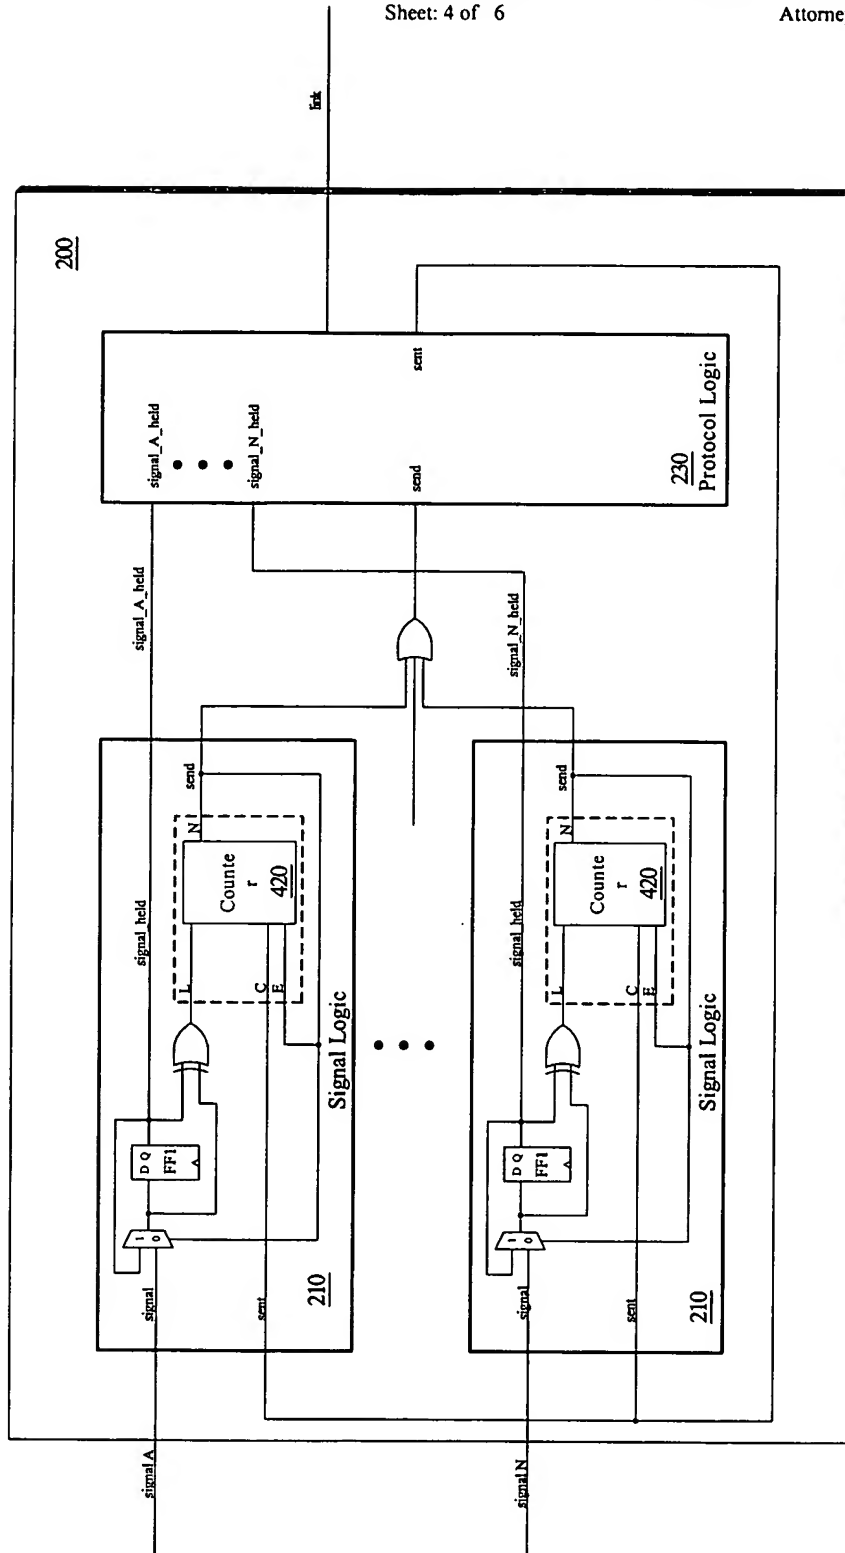 Sheet: 4 of 6
Attorne
link
200
signal_A_held
signal_N_held
send
sent
230
Protocol Logic
signal_A_held
signal_N_held
send
N
Counte
r
420
L
C
E
signal_held
D Q
FF1
1
0
signal
sent
210
Signal Logic
send
N
Counte
r
420
L
C
E
signal_held
D Q
FF1
1
0
signal
sent
210
Signal Logic
signal A
signal N